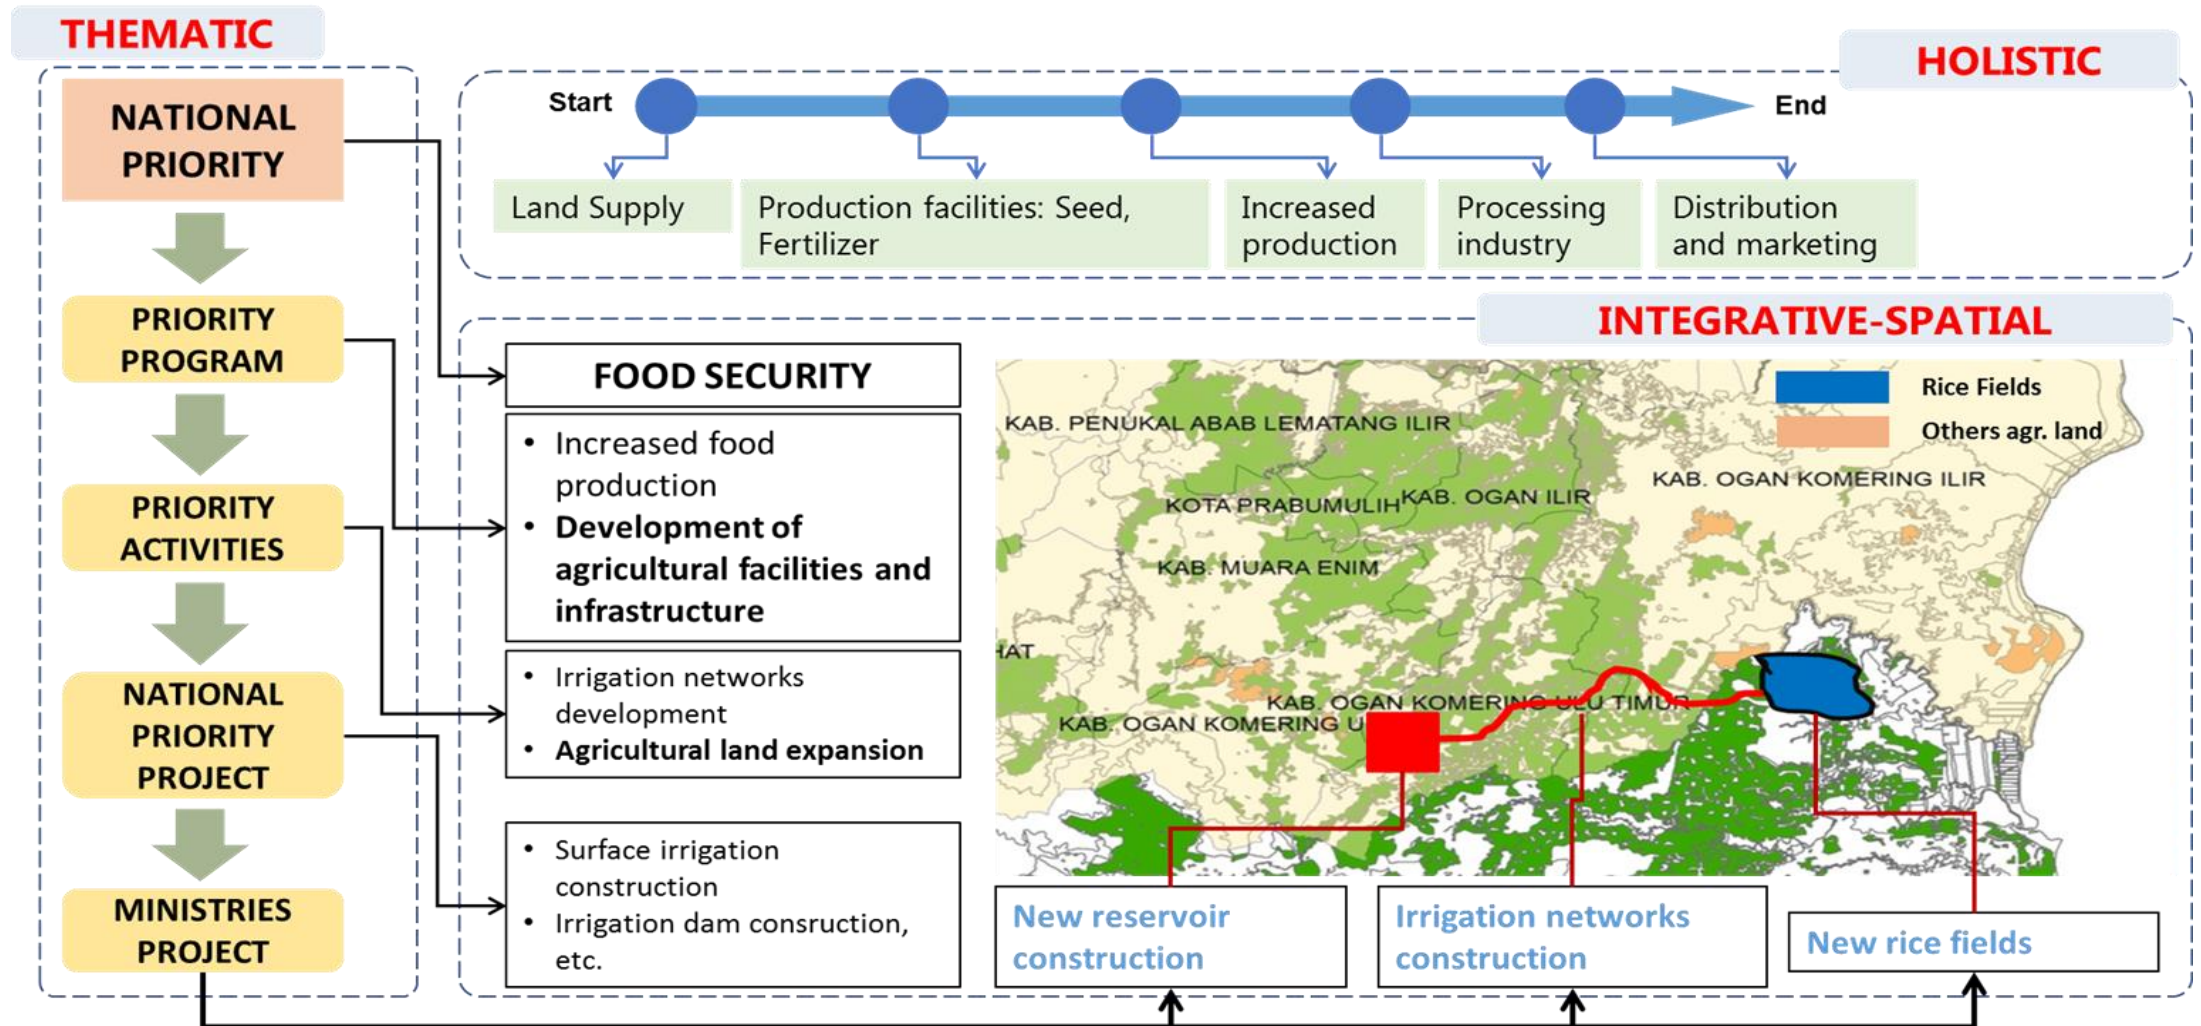 THEMATIC
NATIONAL
PRIORITY
PRIORITY
PROGRAM
PRIORITY
ACTIVITIES
NATIONAL
PRIORITY
PROJECT
MINISTRIES
PROJECT
HOLISTIC
Start
End
Land Supply
Production facilities: Seed,
Fertilizer
Increased
production
Processing
industry
Distribution
and marketing
INTEGRATIVE-SPATIAL
FOOD SECURITY
• Increased food
production
• Development of
agricultural facilities and
infrastructure
• Irrigation networks
development
• Agricultural land expansion
• Surface irrigation
construction
• Irrigation dam consruction,
etc.
Rice Fields
Others agr. land
KAB. PENUKAL ABAB LEMATANG ILIR
KAB. OGAN KOMERING ILIR
KOTA PRABUMULIH
KAB. OGAN ILIR
KAB. MUARA ENIM
HAT
KAB. OGAN KOMERING ULU TIMUR
KAB. OGAN KOMERING U
New reservoir
construction
Irrigation networks
construction
New rice fields